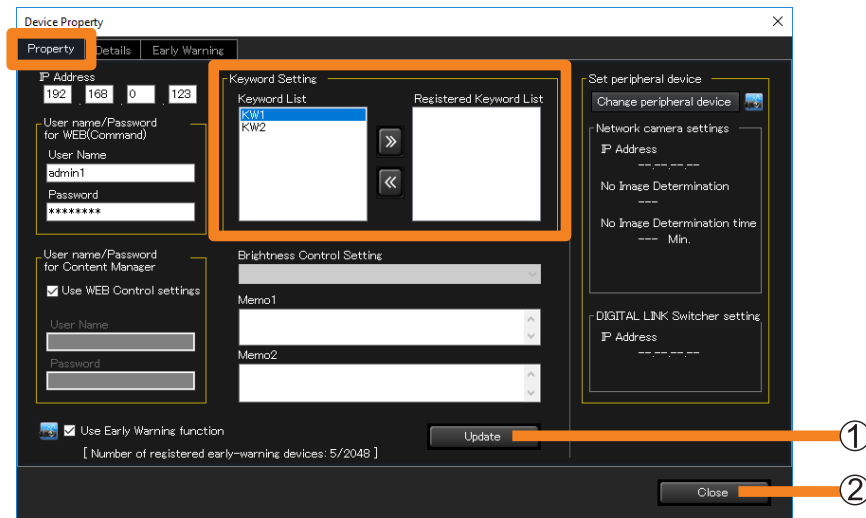 Device Property
Property Details Early Warning
IP Address
192 . 168 . 0 . 123
User name/Password
for WEB(Command)
User Name
admin1
Password
********
User name/Password
for Content Manager
Use WEB Control settings
User Name
Password
Keyword Setting
Keyword List
KW1
KW2
»
«
Registered Keyword List
Brightness Control Setting
Memo1
Memo2
Set peripheral device
Change peripheral device
Network camera settings
IP Address
--.--.--.--
No Image Determination
---
No Image Determination time
--- Min.
DIGITAL LINK Switcher setting
IP Address
--.--.--.--
Use Early Warning function
[ Number of registered early-warning devices: 5/2048 ]
Update
①
Close
②